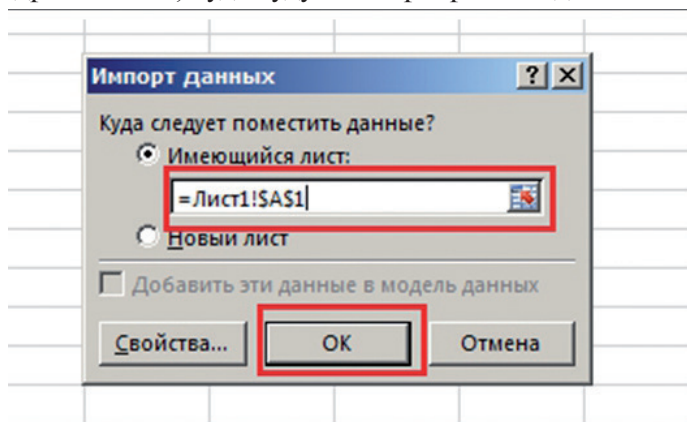 Импорт данных
Куда следует поместить данные?
Имеющийся лист:
=Лист1!$A$1
Новый лист
Добавить эти данные в модель данных
Свойства... ОК Отмена